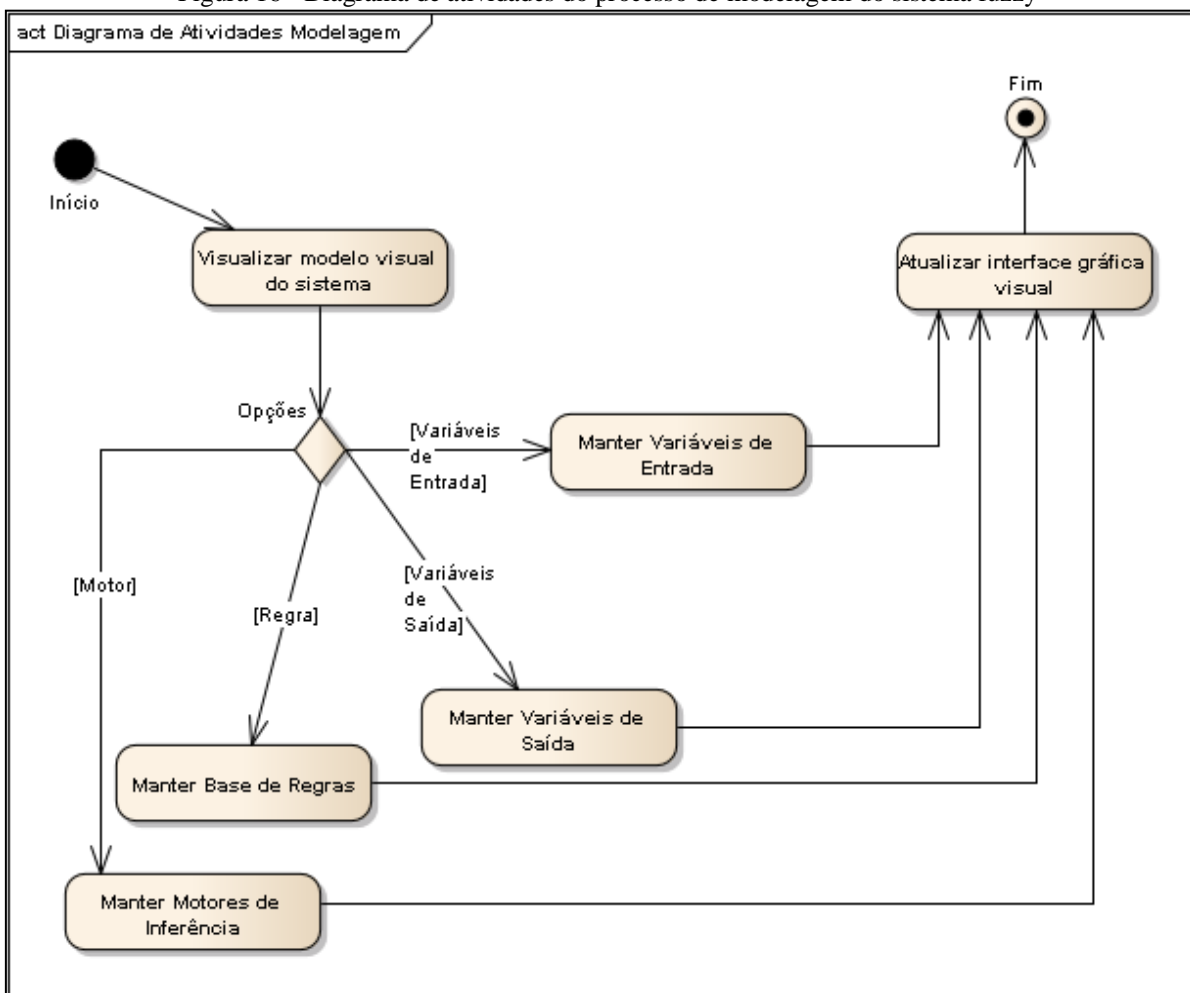 Figura 16 - Diagrama de atividades do processo de modelagem do sistema fuzzy
act Diagrama de Atividades Modelagem
Fim
Início
Visualizar modelo visual
do sistema
Atualizar interface gráfica
visual
Opções
[Variáveis
de
Entrada]
Manter Variáveis de
Entrada
[Motor]
[Regra]
[Variáveis
de
Saída]
Manter Variáveis de
Saída
Manter Base de Regras
Manter Motores de
Inferência